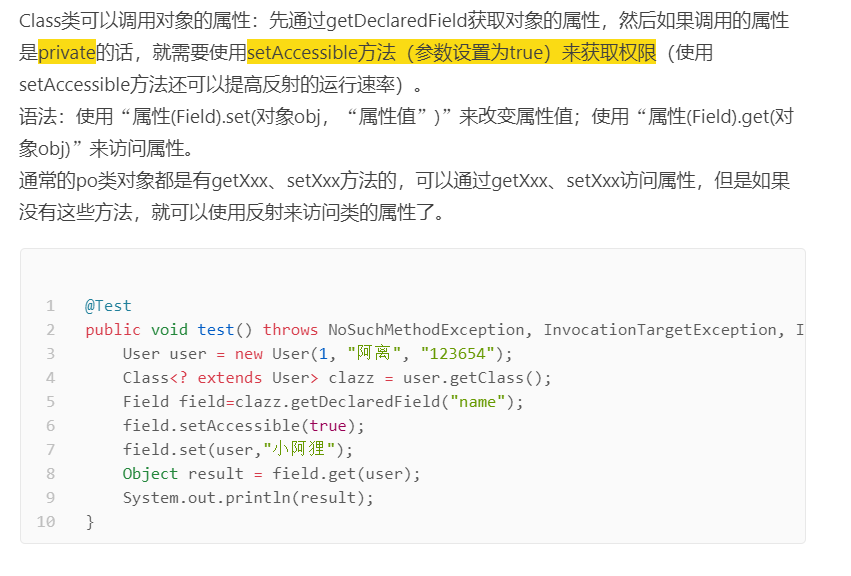 Class类可以调用对象的属性：先通过getDeclaredField获取对象的属性，然后如果调用的属性
是private的话，就需要使用setAccessible方法（参数设置为true）来获取权限（使用
setAccessible方法还可以提高反射的运行速率）。
语法：使用“属性(Field).set(对象obj，“属性值”)”来改变属性值；使用“属性(Field).get(对
象obj)”来访问属性。
通常的po类对象都是有getXxx、setXxx方法的，可以通过getXxx、setXxx访问属性，但是如果
没有这些方法，就可以使用反射来访问类的属性了。
1 @Test
2 public void test() throws NoSuchMethodException, InvocationTargetException, I
3 User user = new User(1, "阿离", "123654");
4 Class<? extends User> clazz = user.getClass();
5 Field field=clazz.getDeclaredField("name");
6 field.setAccessible(true);
7 field.set(user,"小阿狸");
8 Object result = field.get(user);
9 System.out.println(result);
10 }